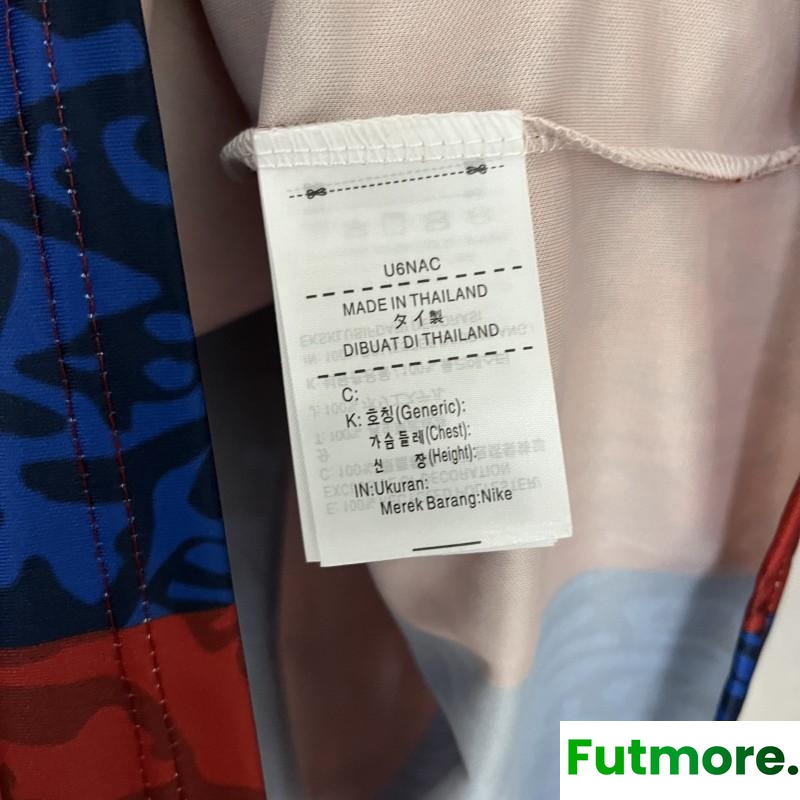 U6NAC
MADE IN THAILAND
タイ製
DIBUAT DI THAILAND
C:
K: 호칭(Generic):
가슴둘레(Chest):
신 장(Height):
IN:Ukuran:
Merek Barang:Nike
Futmore.